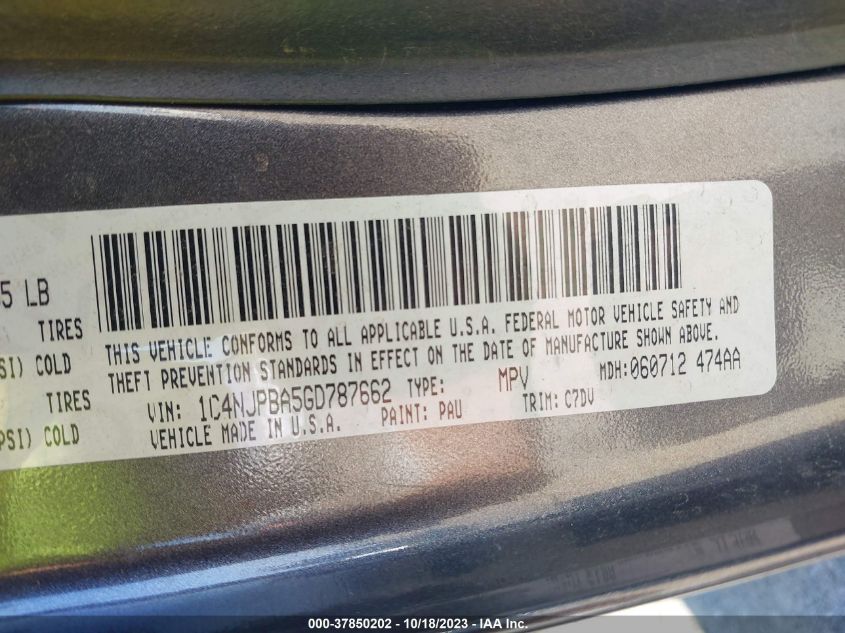 5 LB
TIRES
SI) COLD
TIRES
PSI) COLD
THIS VEHICLE CONFORMS TO ALL APPLICABLE U.S.A. FEDERAL MOTOR VEHICLE SAFETY AND
THEFT PREVENTION STANDARDS IN EFFECT ON THE DATE OF MANUFACTURE SHOWN ABOVE.
VIN: 1C4NJPBA5GD787662 TYPE: MPV MDH:060712 474AA
VEHICLE MADE IN U.S.A. PAINT: PAU TRIM: C7DV
000-37850202 - 10/18/2023 - © IAA Inc.